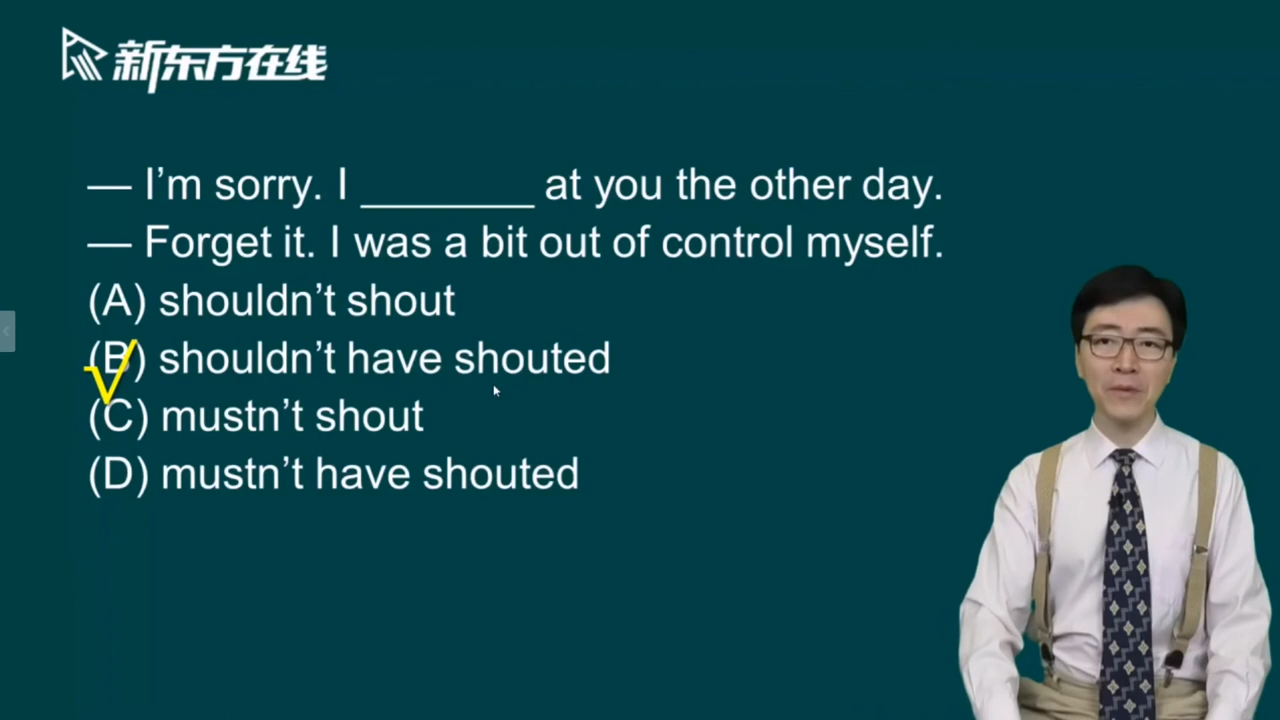 新东方在线
— I’m sorry. I ________ at you the other day.
— Forget it. I was a bit out of control myself.
(A) shouldn’t shout
(B) shouldn’t have shouted
(C) mustn’t shout
(D) mustn’t have shouted